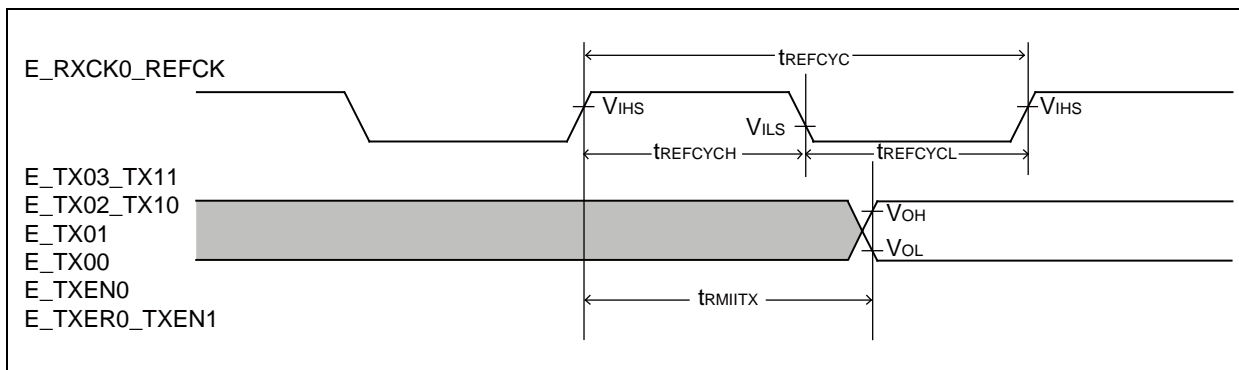 tREFCYC
E_RXCK0_REFCK
VIHS
VIHS
VILS
tREFCYCH
tREFCYCL
E_TX03_TX11
E_TX02_TX10
VOH
E_TX01
VOL
E_TX00
E_TXEN0
tRMIITX
E_TXER0_TXEN1